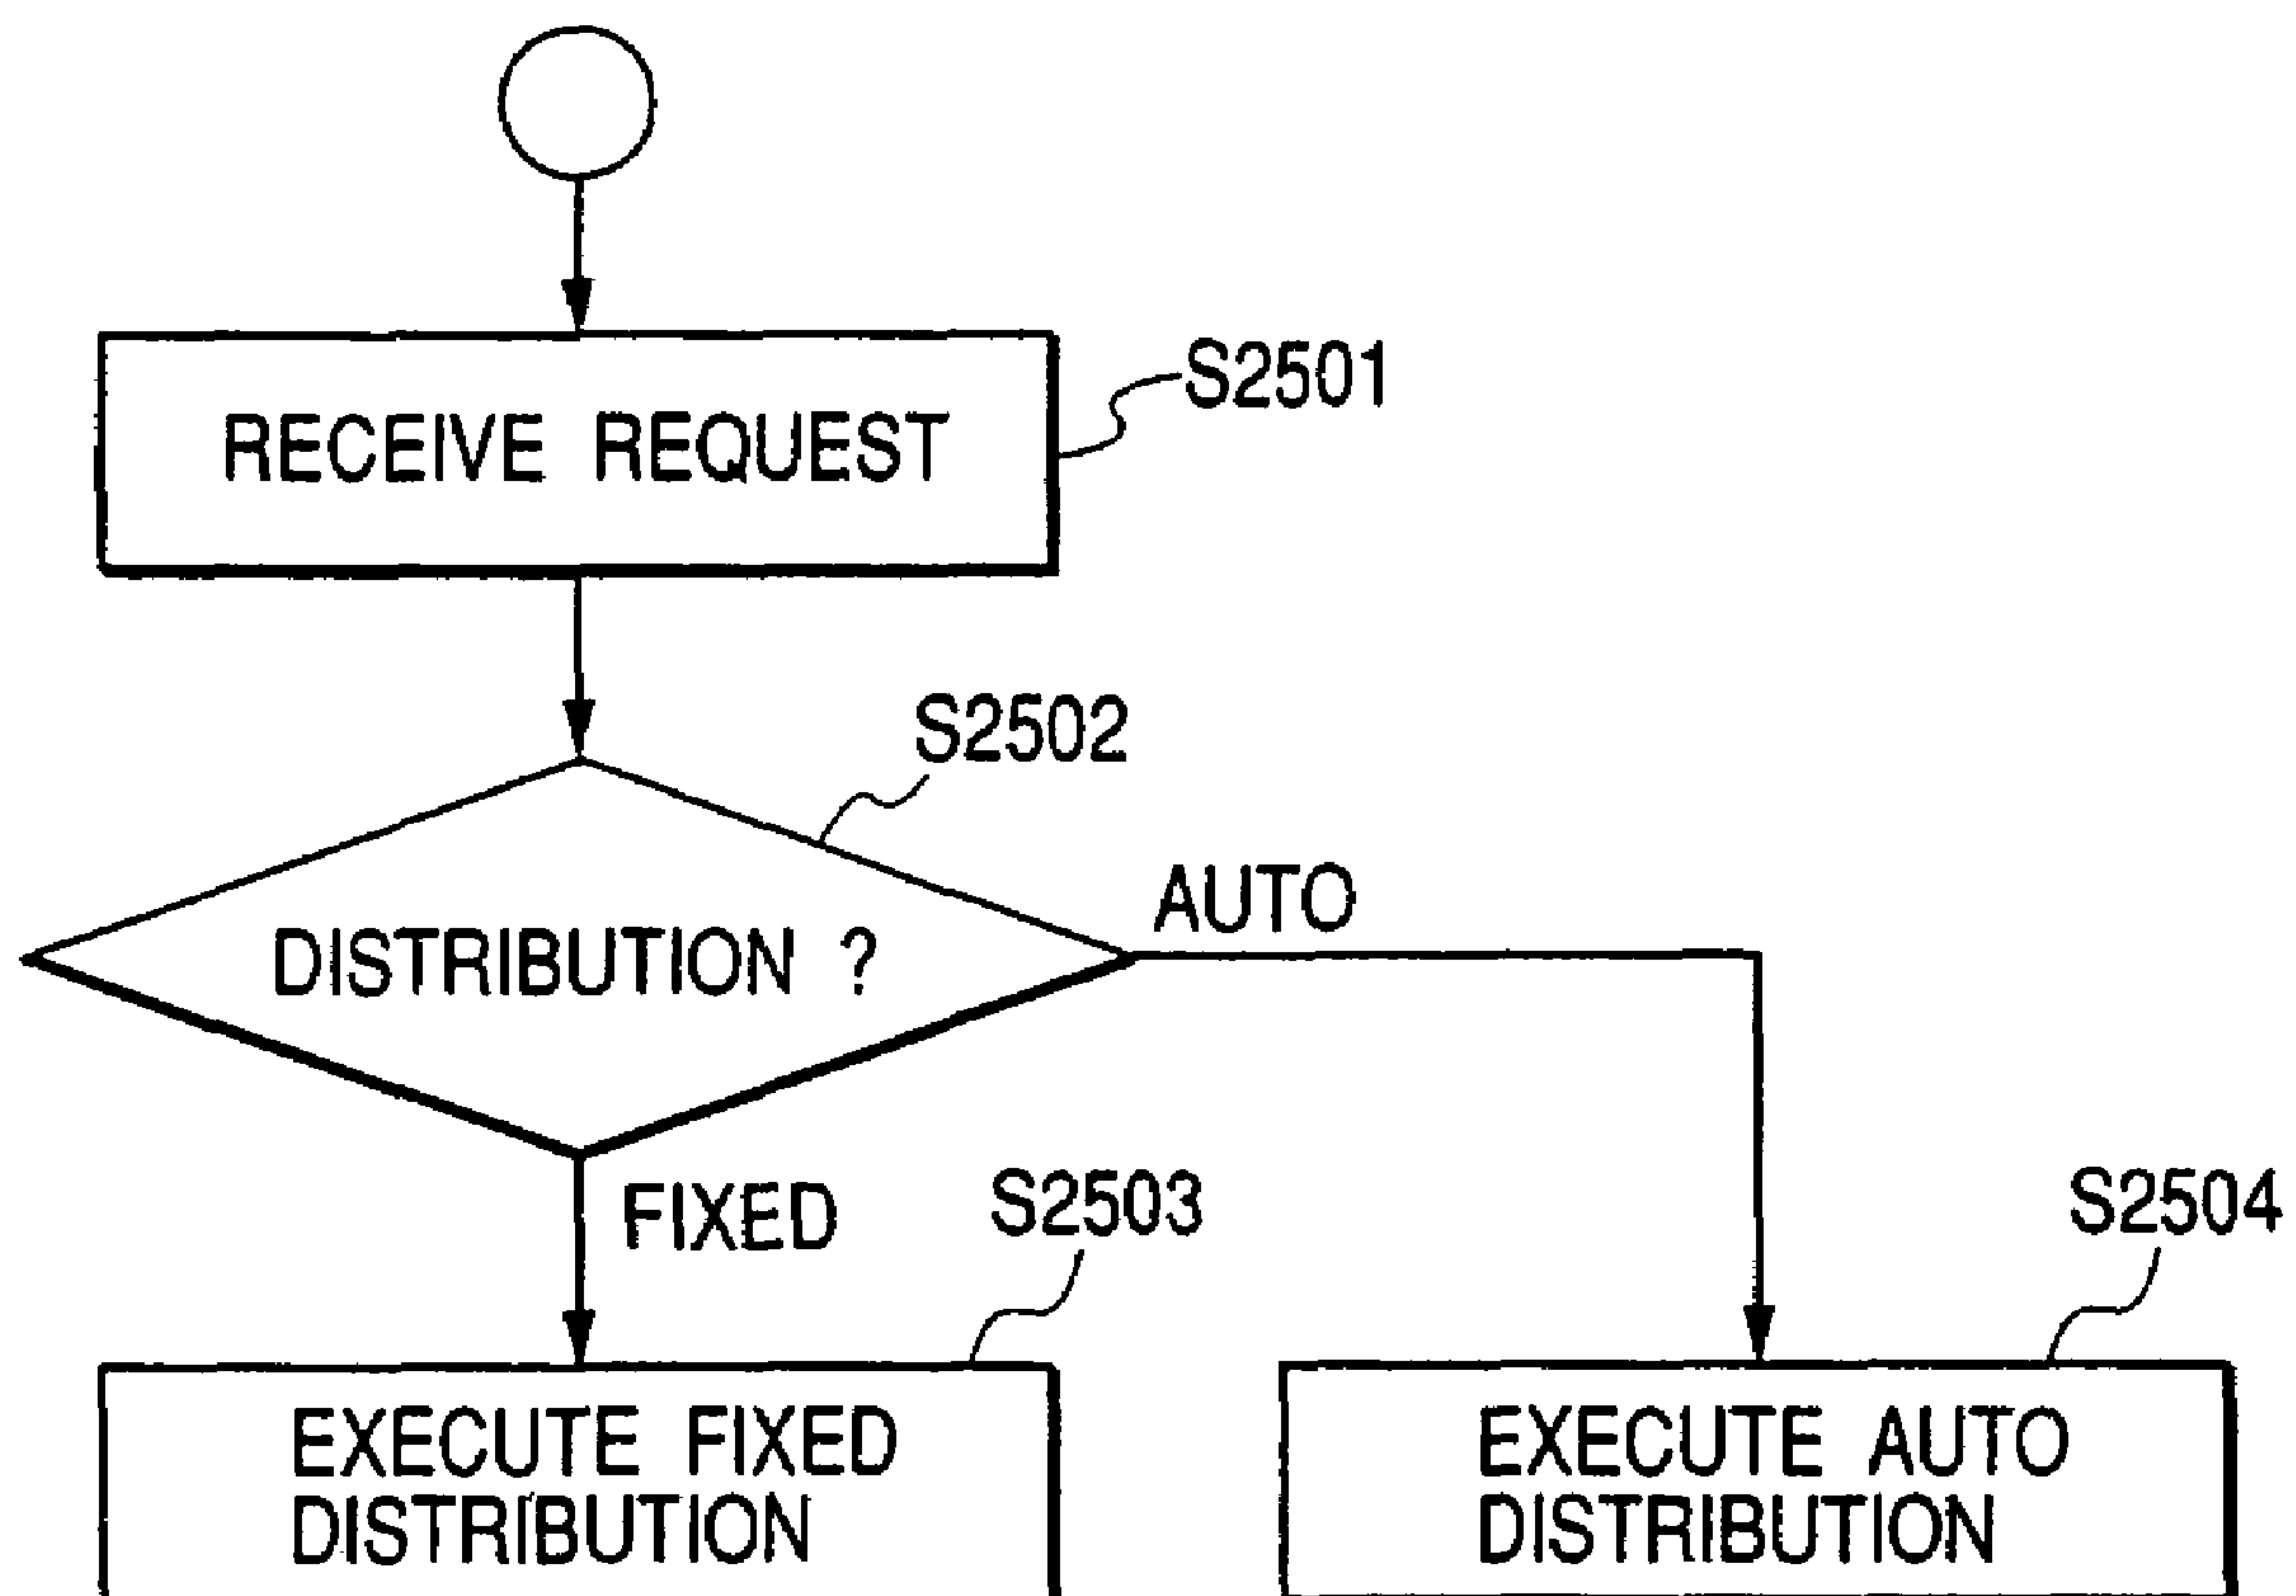 S2501
RECEIVE REQUEST
S2502
AUTO
DISTRIBUTION ?
FIXED
S2503
S2504
EXECUTE FIXED
DISTRIBUTION
EXECUTE AUTO
DISTRIBUTION